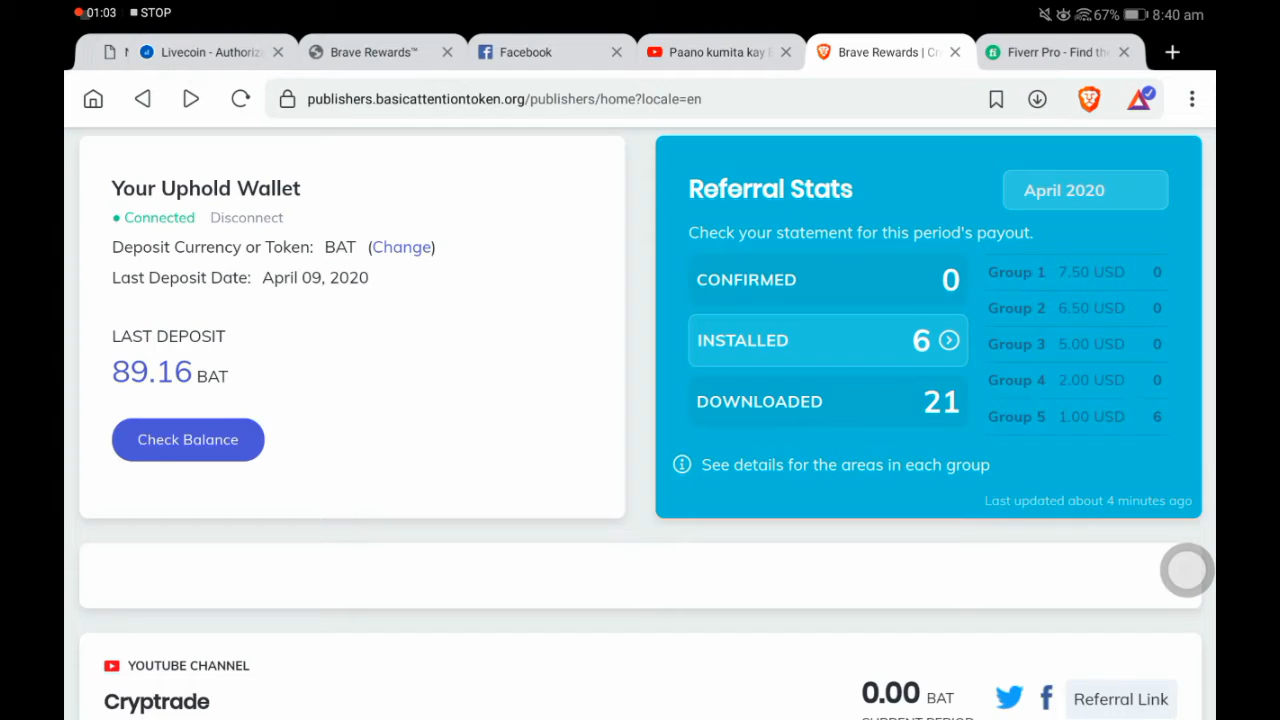 01:03 STOP 67% 8:40 am
Livecoin - Authoriz Brave Rewards™ Facebook Paano kumita kay Brave Rewards | Cr Fiverr Pro - Find the
publishers.basicattentiontoken.org/publishers/home?locale=en
Your Uphold Wallet
Connected Disconnect
Deposit Currency or Token: BAT (Change)
Last Deposit Date: April 09, 2020
LAST DEPOSIT
89.16 BAT
Check Balance
Referral Stats April 2020
Check your statement for this period's payout.
CONFIRMED 0
INSTALLED 6
DOWNLOADED 21
Group 1 7.50 USD 0
Group 2 6.50 USD 0
Group 3 5.00 USD 0
Group 4 2.00 USD 0
Group 5 1.00 USD 6
See details for the areas in each group
Last updated about 4 minutes ago
YOUTUBE CHANNEL
Cryptrade
0.00 BAT
CURRENT PERIOD
Referral Link